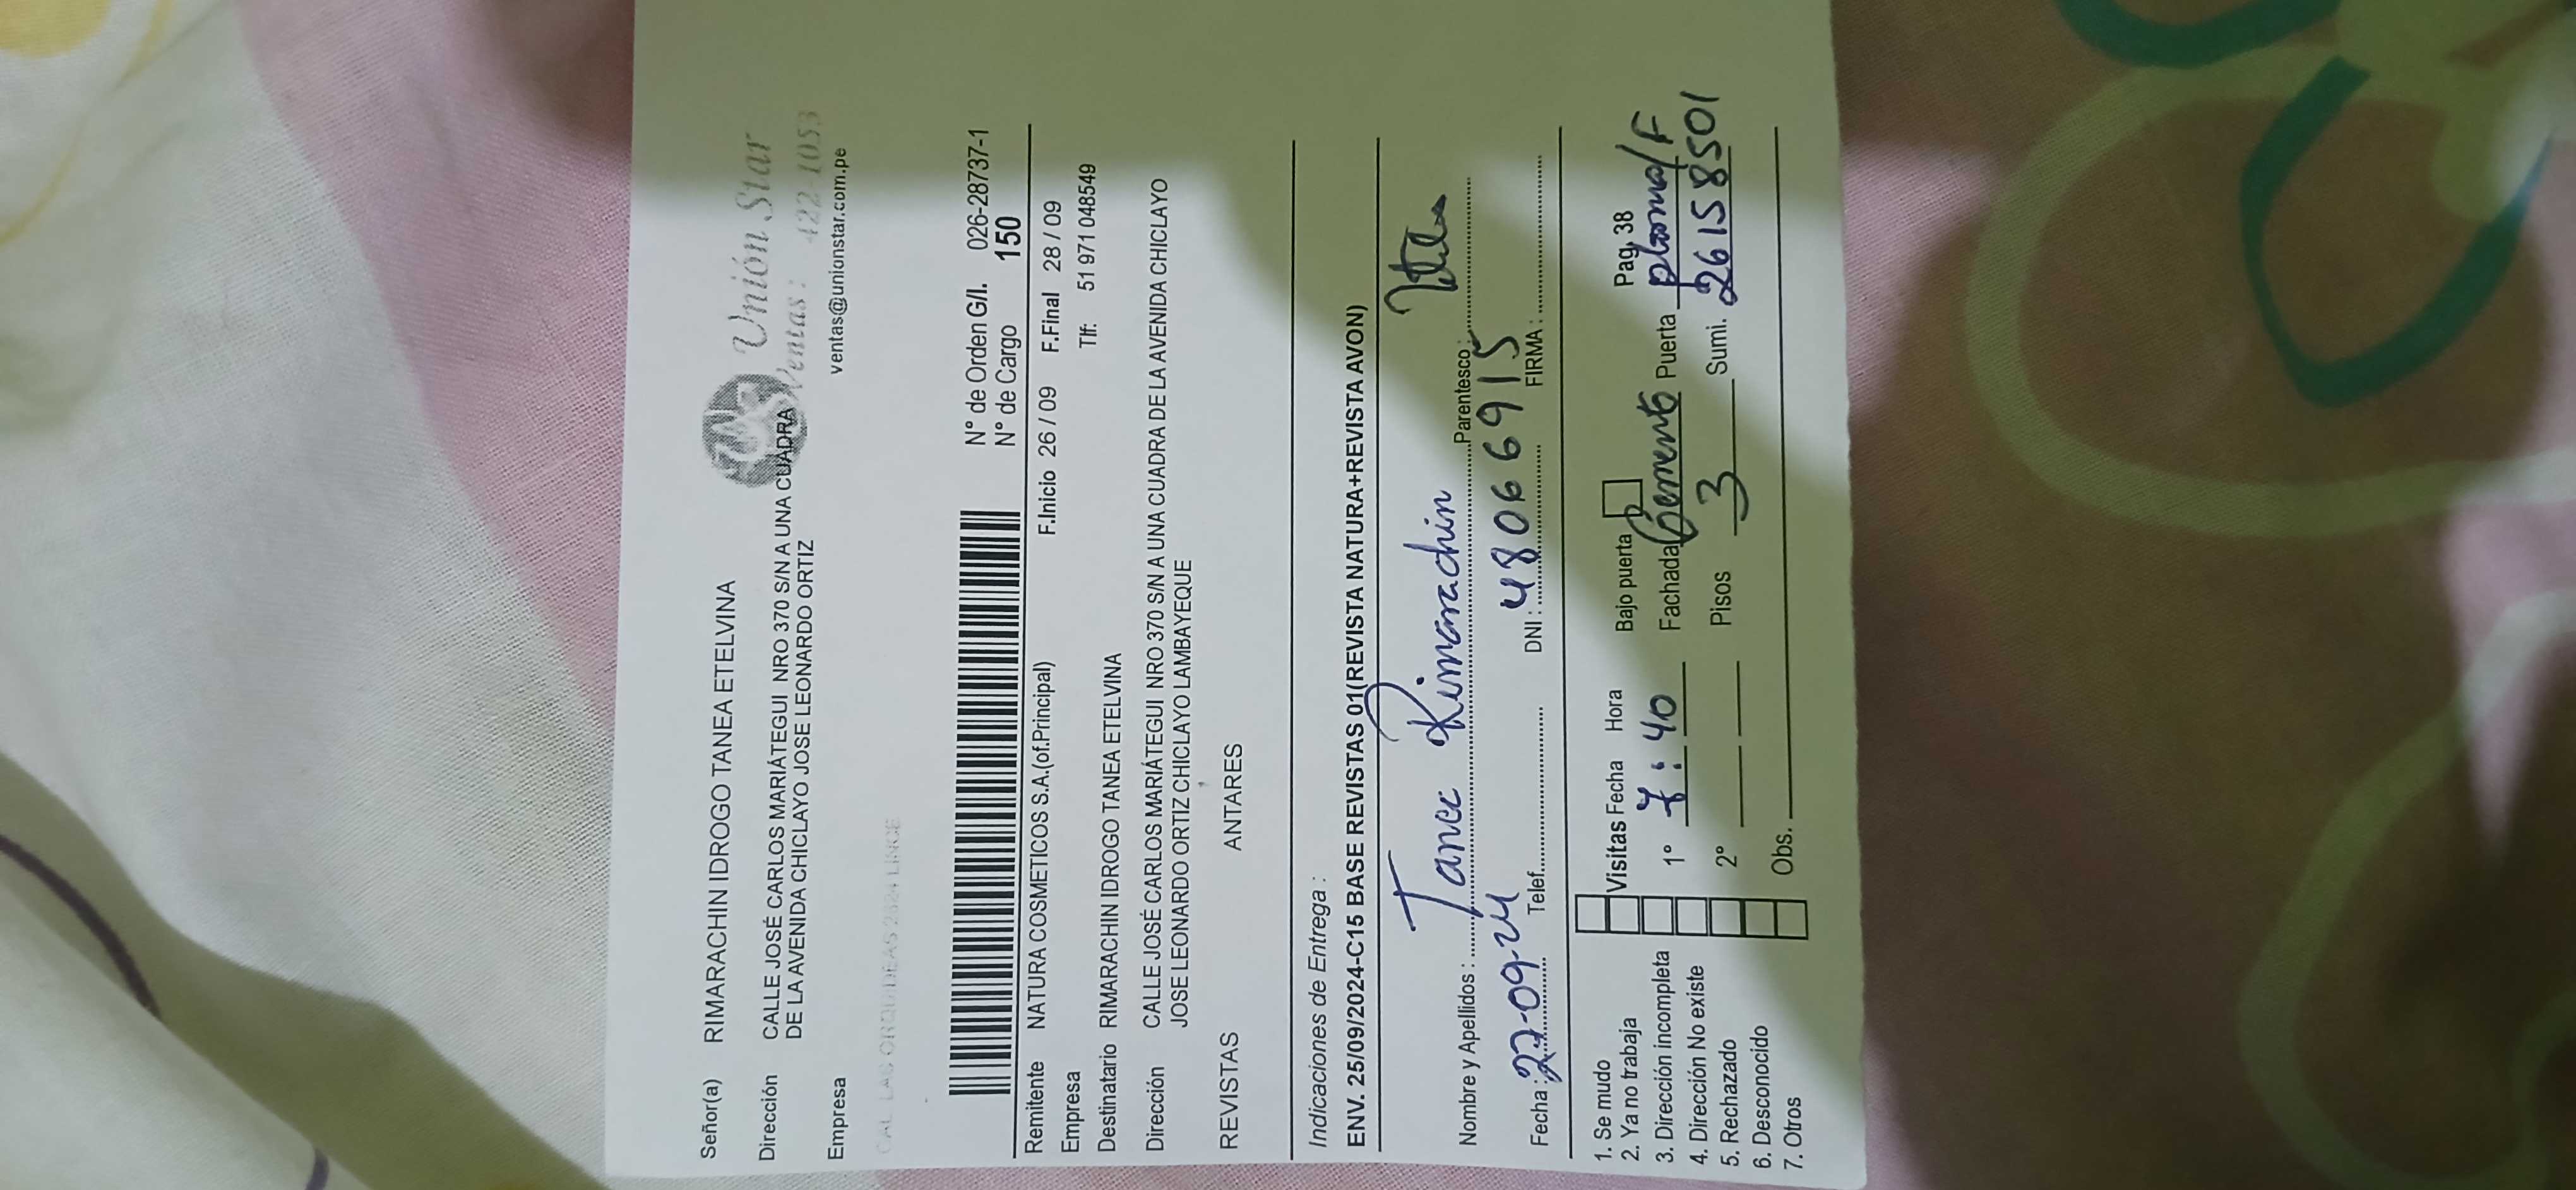 Señor(a) RIMARACHIN IDROGO TANEA ETELVINA
Unión Star
Dirección CALLE JOSÉ CARLOS MARIÁTEGUI NRO 370 S/N A UNA CUADRA
DE LA AVENIDA CHICLAYO JOSE LEONARDO ORTIZ
Ventas: 422 1053
Empresa
ventas@unionstar.com.pe
N° de Orden G/I. 026-28737-1
N° de Cargo 150
Remitente NATURA COSMETICOS S.A.(of.Principal) F.Inicio 26 / 09 F.Final 28 / 09
Empresa Tlf: 51 971 048549
Destinatario RIMARACHIN IDROGO TANEA ETELVINA
Dirección CALLE JOSÉ CARLOS MARIÁTEGUI NRO 370 S/N A UNA CUADRA DE LA AVENIDA CHICLAYO
JOSE LEONARDO ORTIZ CHICLAYO LAMBAYEQUE
REVISTAS ANTARES
Indicaciones de Entrega :
ENV. 25/09/2024-C15 BASE REVISTAS 01(REVISTA NATURA+REVISTA AVON)
Nombre y Apellidos : Tanec Rimarachin Parentesco :
Fecha : 27-09-24 Telef. DNI : 48066915 FIRMA :
1. Se mudo
2. Ya no trabaja
3. Dirección incompleta
4. Dirección No existe
5. Rechazado
6. Desconocido
7. Otros
Visitas Fecha Hora Bajo puerta Pag. 38
1° 7:40 Fachada Cemento Puerta plomo/F
2° Pisos 3 Sumi. 26158501
Obs.